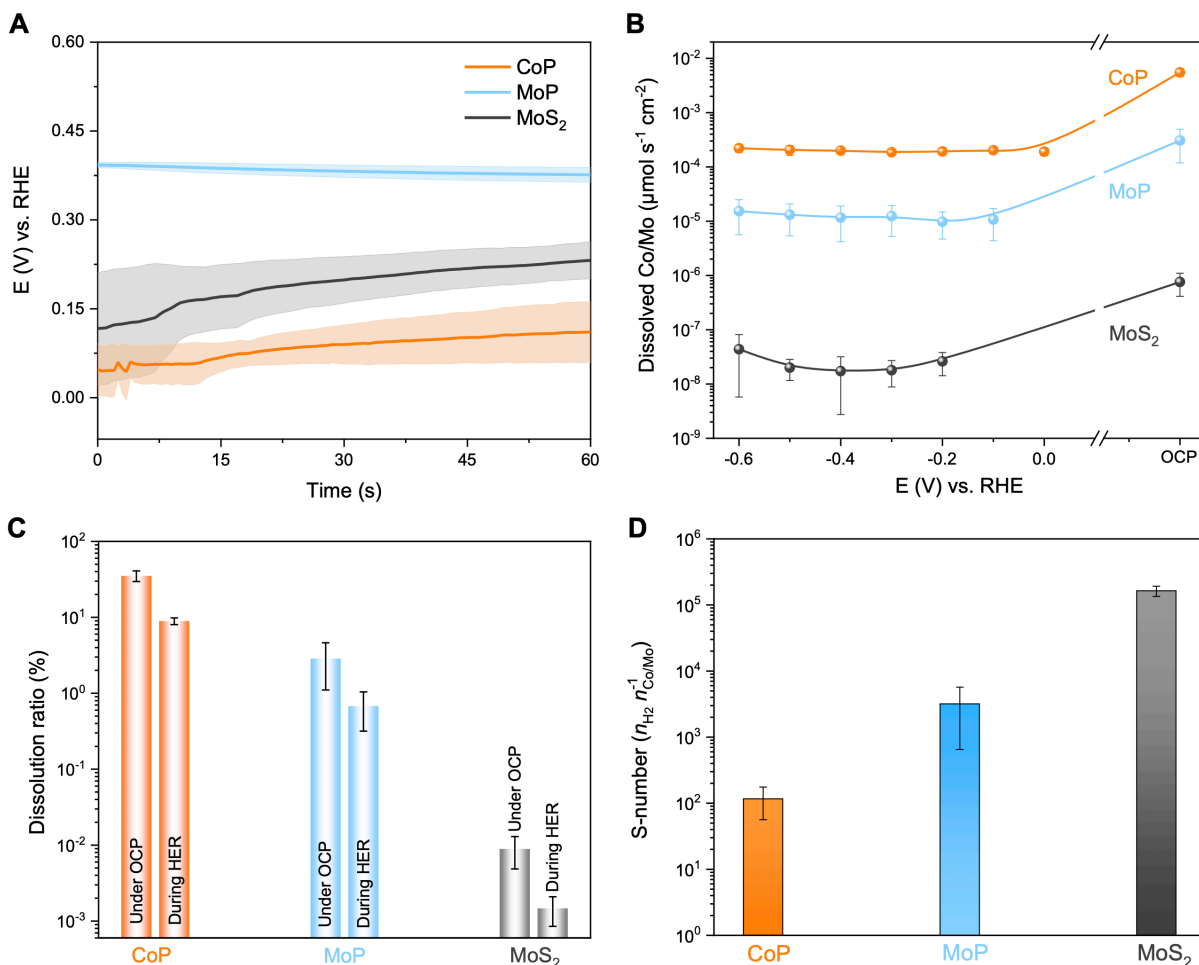 A
E (V) vs. RHE
0.60
0.45
0.30
0.15
0.00
CoP
MoP
MoS₂
0
15
30
45
60
Time (s)
B
Dissolved Co/Mo (μmol s⁻¹ cm⁻²)
10⁻²
10⁻³
10⁻⁴
10⁻⁵
10⁻⁶
10⁻⁷
10⁻⁸
10⁻⁹
CoP
MoP
MoS₂
-0.6
-0.4
-0.2
0.0
OCP
E (V) vs. RHE
C
Dissolution ratio (%)
10²
10¹
10⁰
10⁻¹
10⁻²
10⁻³
Under OCP
During HER
Under OCP
During HER
Under OCP
During HER
CoP
MoP
MoS₂
D
S-number (n_H2 n⁻¹_Co/Mo)
10⁶
10⁵
10⁴
10³
10²
10¹
10⁰
CoP
MoP
MoS₂